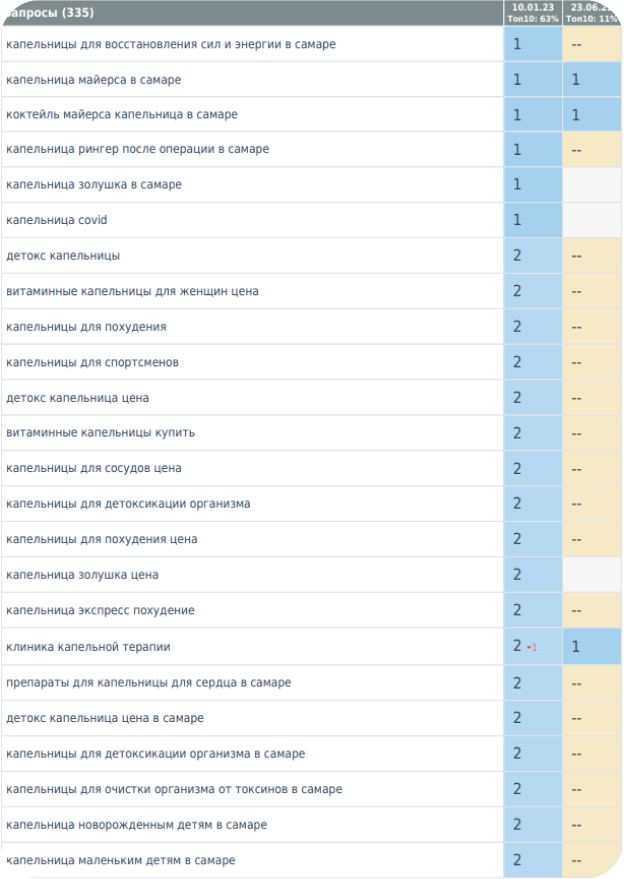 апросы (335) 10.01.23 23.06.2
Топ10: 63% Топ10: 11%
капельницы для восстановления сил и энергии в самаре 1 --
капельница майерса в самаре 1 1
коктейль майерса капельница в самаре 1 1
капельница рингер после операции в самаре 1 --
капельница золушка в самаре 1
капельница covid 1
детокс капельницы 2 --
витаминные капельницы для женщин цена 2 --
капельницы для похудения 2 --
капельницы для спортсменов 2 --
детокс капельница цена 2 --
витаминные капельницы купить 2 --
капельницы для сосудов цена 2 --
капельницы для детоксикации организма 2 --
капельницы для похудения цена 2 --
капельница золушка цена 2
капельница экспресс похудение 2 --
клиника капельной терапии 2 -1 1
препараты для капельницы для сердца в самаре 2 --
детокс капельница цена в самаре 2 --
капельницы для детоксикации организма в самаре 2 --
капельницы для очистки организма от токсинов в самаре 2 --
капельница новорожденным детям в самаре 2 --
капельница маленьким детям в самаре 2 --